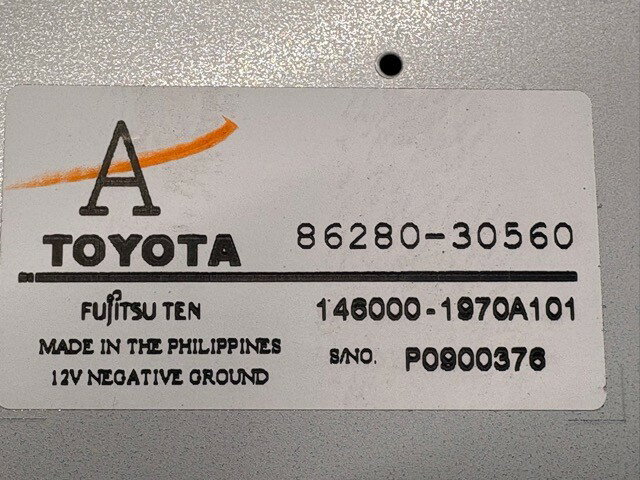 A
TOYOTA 86280-30560
FUJITSU TEN 146000-1970A101
MADE IN THE PHILIPPINES S/NO. P0900376
12V NEGATIVE GROUND